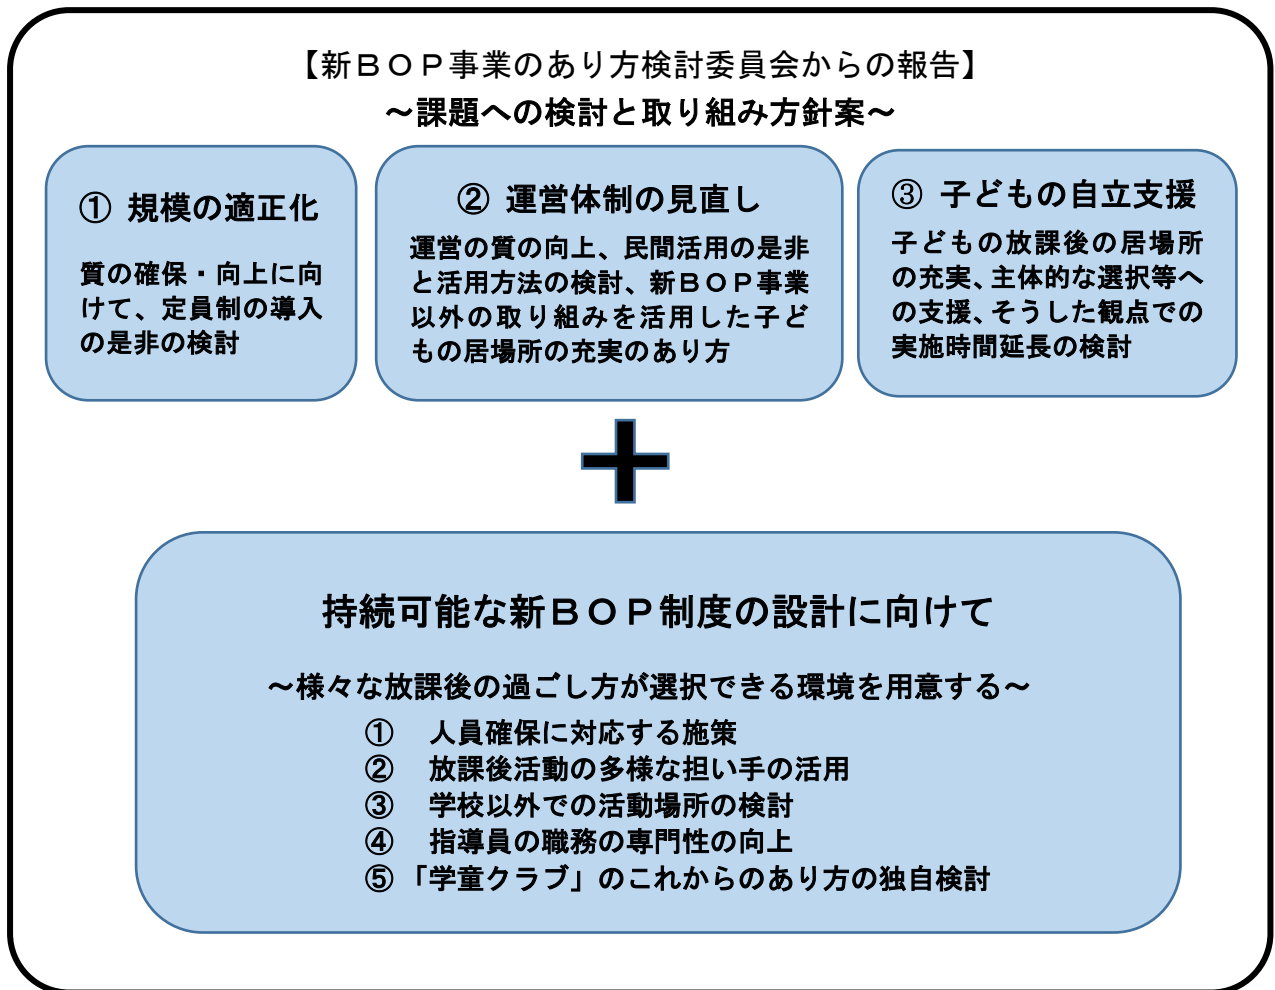 【新ＢＯＰ事業のあり方検討委員会からの報告】
～課題への検討と取り組み方針案～
① 規模の適正化
質の確保・向上に向
けて、定員制の導入
の是非の検討
② 運営体制の見直し
運営の質の向上、民間活用の是非
と活用方法の検討、新ＢＯＰ事業
以外の取り組みを活用した子ど
もの居場所の充実のあり方
③ 子どもの自立支援
子どもの放課後の居場所
の充実、主体的な選択等へ
の支援、そうした観点での
実施時間延長の検討
持続可能な新ＢＯＰ制度の設計に向けて
～様々な放課後の過ごし方が選択できる環境を用意する～
① 人員確保に対応する施策
② 放課後活動の多様な担い手の活用
③ 学校以外での活動場所の検討
④ 指導員の職務の専門性の向上
⑤「学童クラブ」のこれからのあり方の独自検討